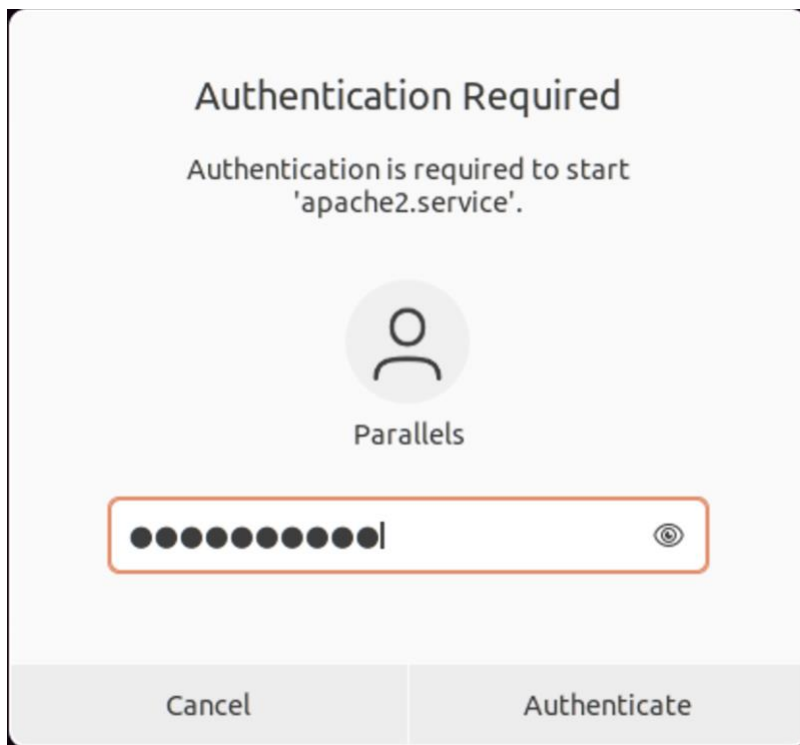 Authentication Required
Authentication is required to start
'apache2.service'.
Parallels
●●●●●●●●●●
Cancel
Authenticate